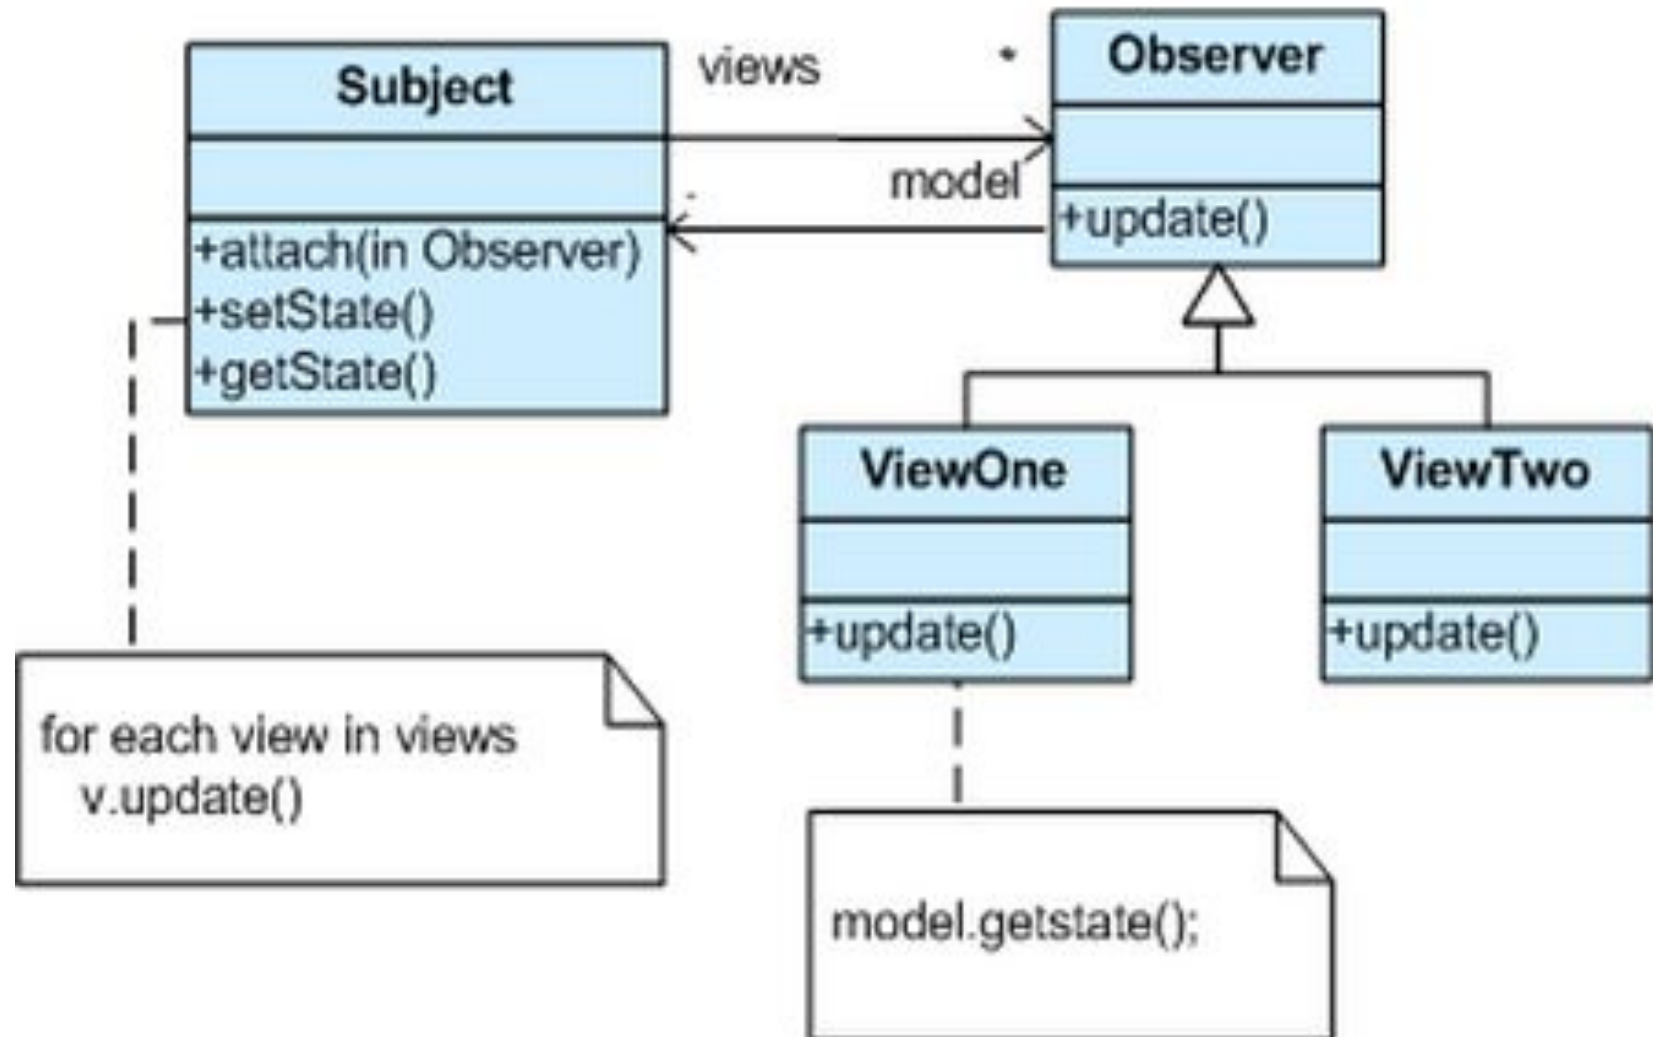 Subject
+attach(in Observer)
+setState()
+getState()
views
*
model
Observer
+update()
ViewOne
+update()
ViewTwo
+update()
for each view in views
v.update()
model.getstate();